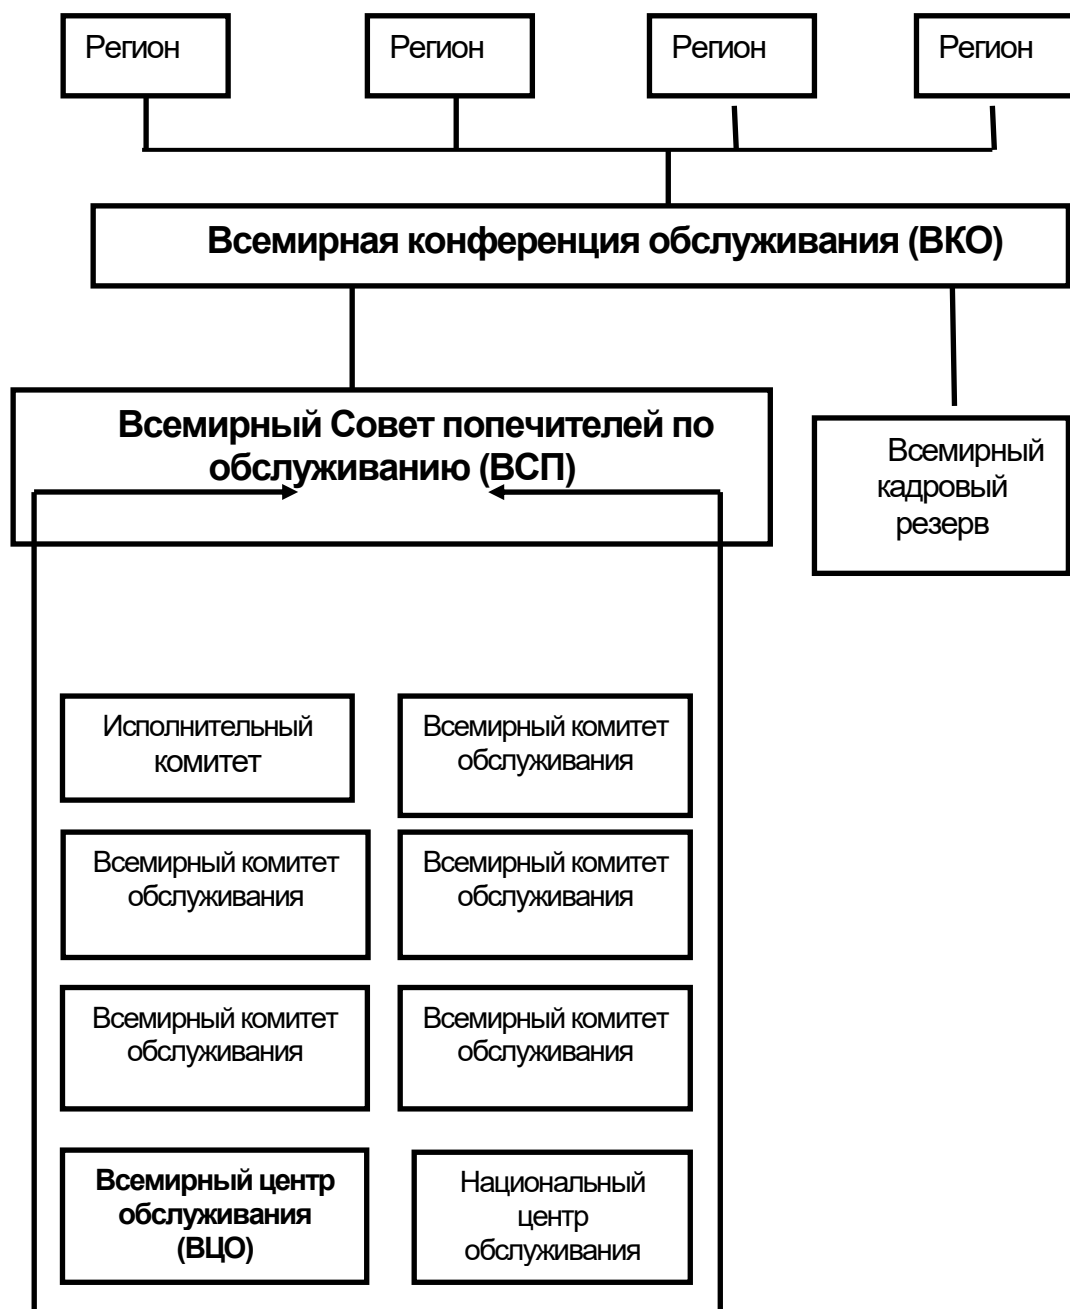 Регион
Регион
Регион
Регион
Всемирная конференция обслуживания (ВКО)
Всемирный Совет попечителей по
обслуживанию (ВСП)
Всемирный
кадровый
резерв
Исполнительный
комитет
Всемирный комитет
обслуживания
Всемирный комитет
обслуживания
Всемирный комитет
обслуживания
Всемирный комитет
обслуживания
Всемирный комитет
обслуживания
Всемирный центр
обслуживания
(ВЦО)
Национальный
центр
обслуживания